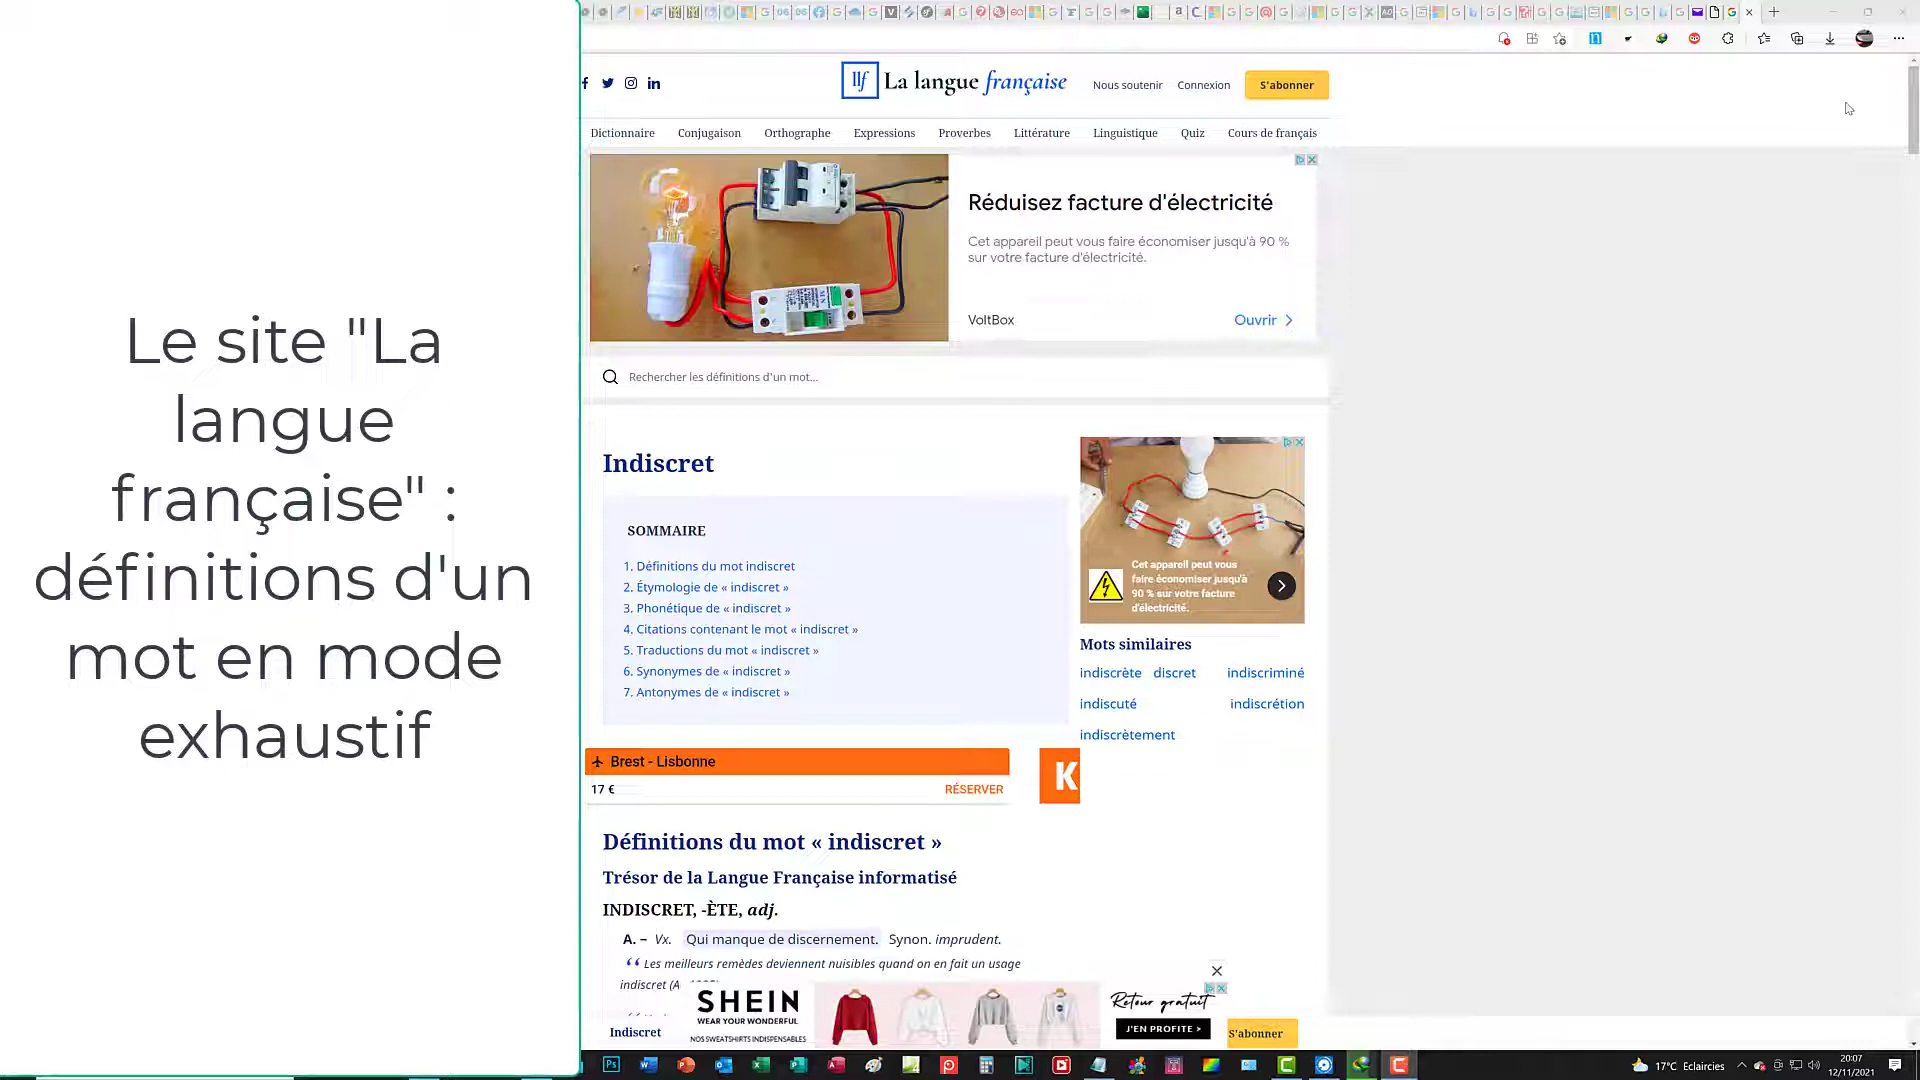 Le site "La
langue
française" :
définitions d'un
mot en mode
exhaustif
llf La langue française
Nous soutenir
Connexion
S'abonner
Dictionnaire
Conjugaison
Orthographe
Expressions
Proverbes
Littérature
Linguistique
Quiz
Cours de français
Réduisez facture d'électricité
Cet appareil peut vous faire économiser jusqu'à 90 %
sur votre facture d'électricité.
VoltBox
Ouvrir
Rechercher les définitions d'un mot...
Indiscret
SOMMAIRE
1. Définitions du mot indiscret
2. Étymologie de « indiscret »
3. Phonétique de « indiscret »
4. Citations contenant le mot « indiscret »
5. Traductions du mot « indiscret »
6. Synonymes de « indiscret »
7. Antonymes de « indiscret »
Cet appareil peut vous
faire économiser jusqu'à
90 % sur votre facture
d'électricité.
Mots similaires
indiscrète discret indiscriminé
indiscuté indiscrétion
indiscrètement
Brest - Lisbonne
17 €
RÉSERVER
K
Définitions du mot « indiscret »
Trésor de la Langue Française informatisé
INDISCRET, -ÈTE, adj.
A. – Vx. Qui manque de discernement. Synon. imprudent.
Les meilleurs remèdes deviennent nuisibles quand on en fait un usage
indiscret
SHEIN
WEAR YOUR WONDERFUL
NOS SWEATSHIRTS INDISPENSABLES
Retour gratuit
J'EN PROFITE >
Indiscret
S'abonner
17°C Eclaircies
20:07
12/11/2021